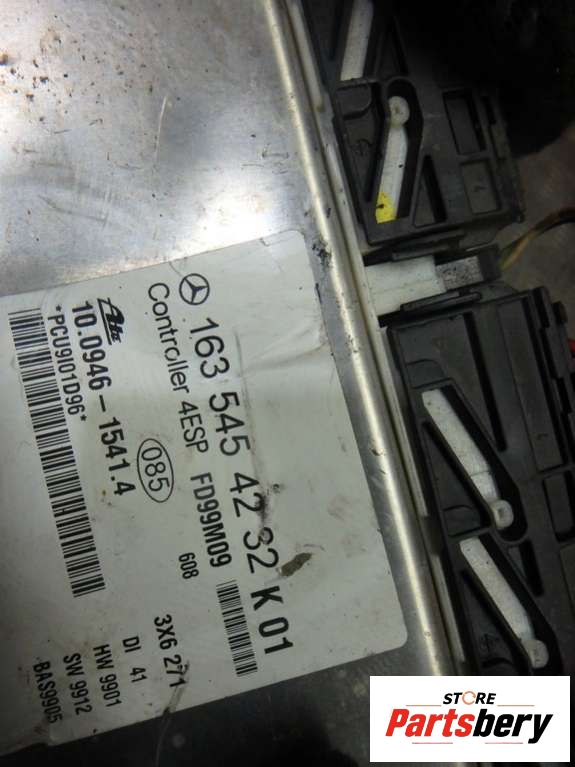 163 545 42 32 K 01
Controller 4ESP FD99M09
608
Ate
085
10.0946-1541.4
*PCU9I01D96*
3X6 271
DI 41
HW 9901
SW 9912
BAS9905
STORE
Partsbery